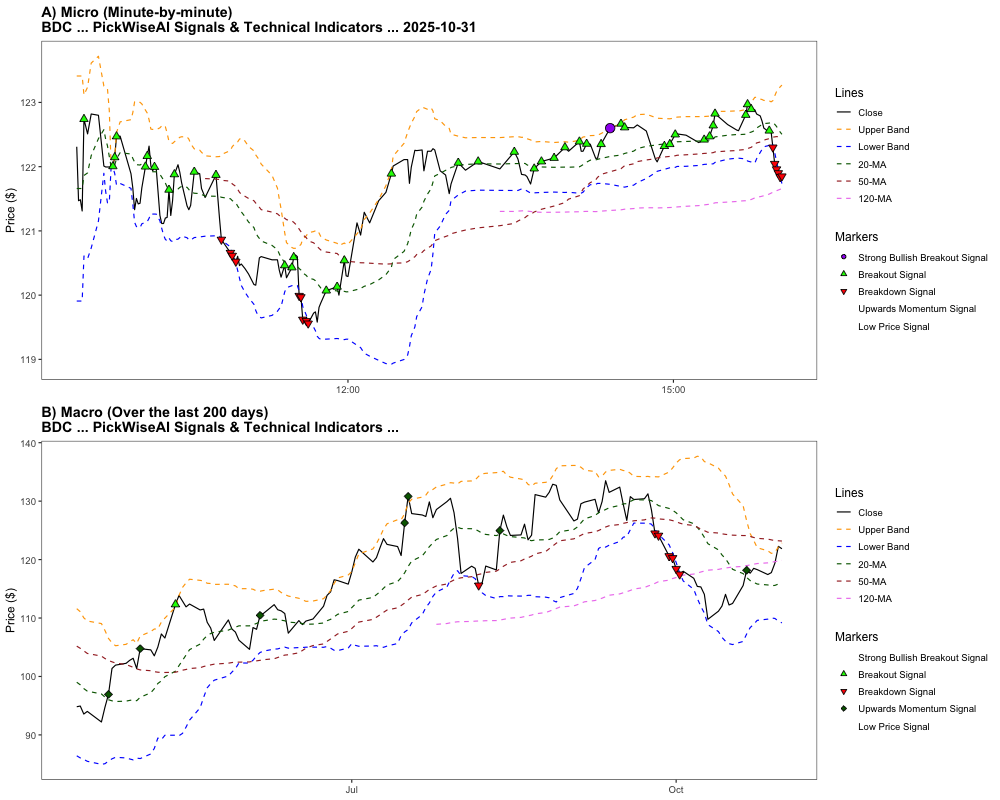 A) Micro (Minute-by-minute)
BDC ... PickWiseAI Signals & Technical Indicators ... 2025-10-31
Price ($)
123
122
121
120
119
12:00
15:00
Lines
Close
Upper Band
Lower Band
20-MA
50-MA
120-MA
Markers
Strong Bullish Breakout Signal
Breakout Signal
Breakdown Signal
Upwards Momentum Signal
Low Price Signal
B) Macro (Over the last 200 days)
BDC ... PickWiseAI Signals & Technical Indicators ...
Price ($)
140
130
120
110
100
90
Jul
Oct
Lines
Close
Upper Band
Lower Band
20-MA
50-MA
120-MA
Markers
Strong Bullish Breakout Signal
Breakout Signal
Breakdown Signal
Upwards Momentum Signal
Low Price Signal